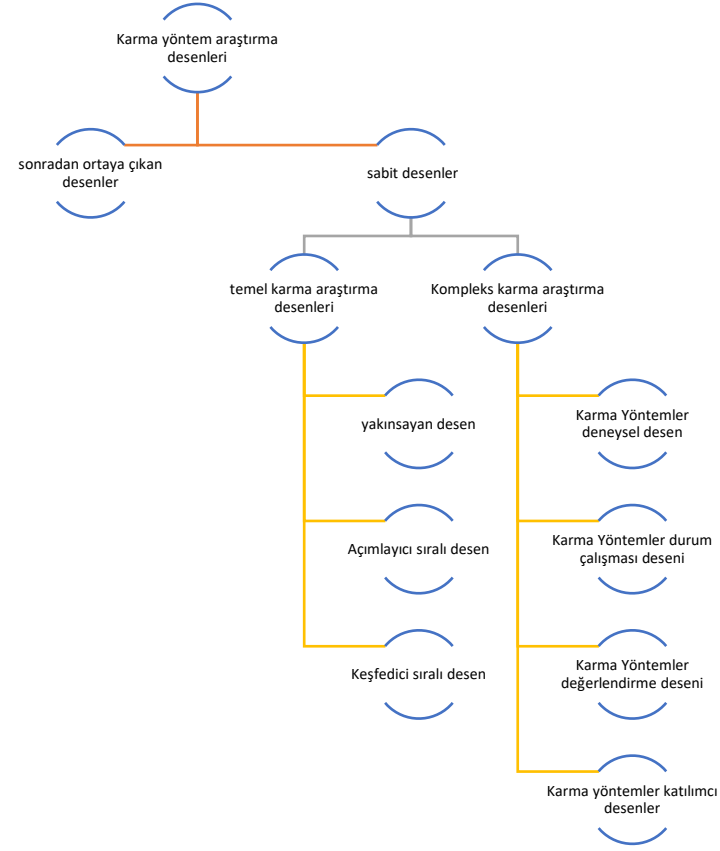 Karma yöntem araştırma
desenleri
sonradan ortaya çıkan
desenler
sabit desenler
temel karma araştırma
desenleri
Kompleks karma araştırma
desenleri
yakınsayan desen
Açımlayıcı sıralı desen
Keşfedici sıralı desen
Karma Yöntemler
deneysel desen
Karma Yöntemler durum
çalışması deseni
Karma Yöntemler
değerlendirme deseni
Karma yöntemler katılımcı
desenler